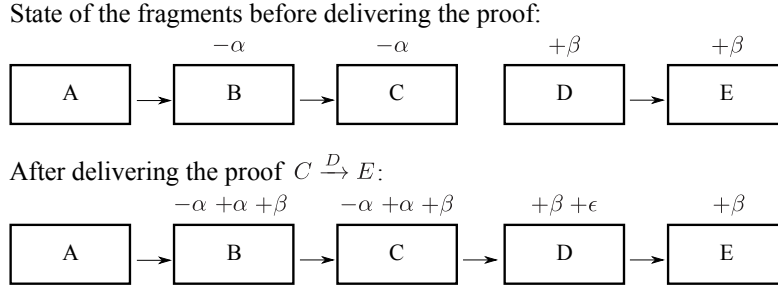 State of the fragments before delivering the proof:
−α −α +β +β
A B C D E
After delivering the proof C D→ E:
−α +α +β −α +α +β +β +ϵ +β
A B C D E